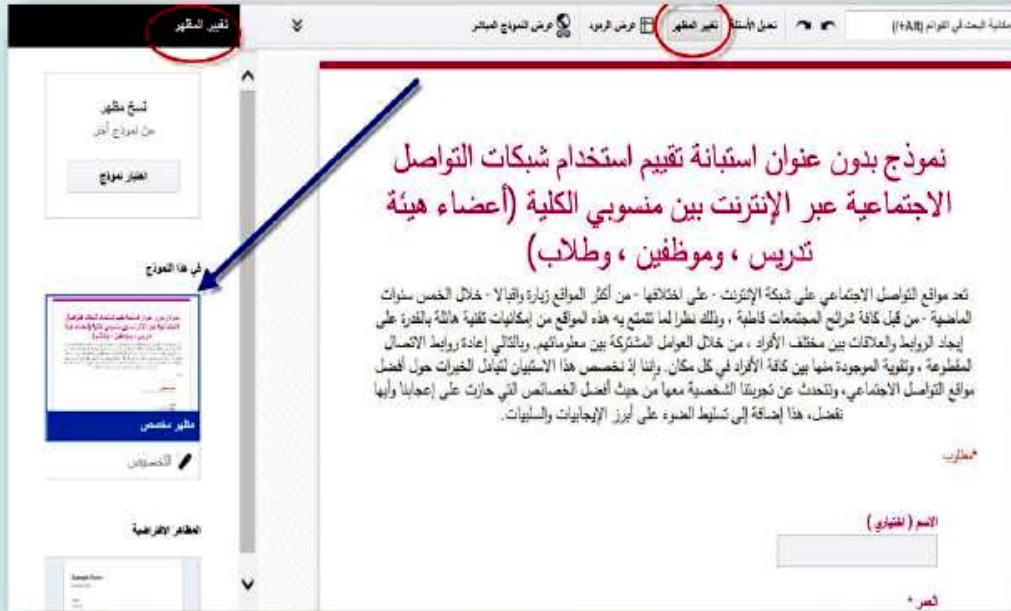 تغيير المظهر
عرض النموذج المباشر
عرض الردود
تغيير المظهر
تعديل الأسئلة
البحث في القوائم (Alt+/)
نسخ مظهر
من نموذج آخر
اختيار نموذج
في هذا النموذج
مظهر مخصص
التخصيص
المظاهر الافتراضية
نموذج بدون عنوان استبانة تقييم استخدام شبكات التواصل
الاجتماعية عبر الإنترنت بين منسوبي الكلية (أعضاء هيئة
تدريس ، وموظفين ، وطلاب)
تعد مواقع التواصل الاجتماعي على شبكة الإنترنت - على اختلافها - من أكثر المواقع زيارة واقبالا - خلال الخمس سنوات
الماضية - من قبل كافة شرائح المجتمعات قاطبة ، وذلك نظرا لما تتمتع به هذه المواقع من إمكانيات تقنية هائلة بالقدرة على
إيجاد الروابط والعلاقات بين مختلف الأفراد ، من خلال العوامل المشتركة بين معلوماتهم. وبالتالي إعادة روابط الاتصال
المقطوعة ، وتقوية الموجودة منها بين كافة الأفراد في كل مكان. وإننا إذ نخصص هذا الاستبيان لتبادل الخبرات حول أفضل
مواقع التواصل الاجتماعي، ونتحدث عن تجربتنا الشخصية معها من حيث أفضل الخصائص التي حازت على إعجابنا وأيها
نفضل، هذا إضافة إلى تسليط الضوء على أبرز الإيجابيات والسلبيات.
*مطلوب
الاسم ( اختياري )
العمر *